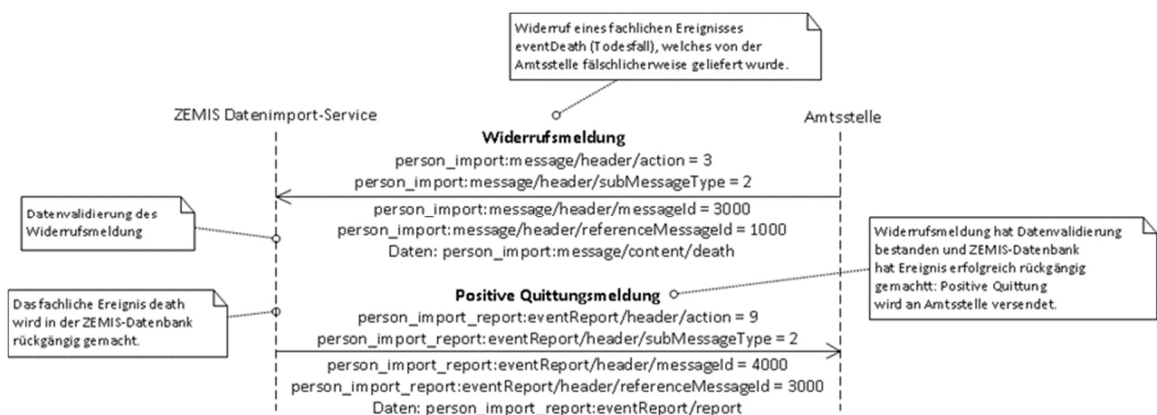 Widerruf eines fachlichen Ereignisses
eventDeath (Todesfall), welches von der
Amtsstelle fälschlicherweise geliefert wurde.
ZEMIS Datenimport-Service
Amtsstelle
Widerrufsmeldung
person_import:message/header/action = 3
person_import:message/header/subMessageType = 2
person_import:message/header/messageId = 3000
person_import:message/header/referenceMessageId = 1000
Daten: person_import:message/content/death
Datenvalidierung des
Widerrufsmeldung
Widerrufsmeldung hat Datenvalidierung
bestanden und ZEMIS-Datenbank
hat Ereignis erfolgreich rückgängig
gemachtt: Positive Quittung
wird an Amtsstelle versendet.
Das fachliche Ereignis death
wird in der ZEMIS-Datenbank
rückgängig gemacht.
Positive Quittungsmeldung
person_import_report:eventReport/header/action = 9
person_import_report:eventReport/header/subMessageType = 2
person_import_report:eventReport/header/messageId = 4000
person_import_report:eventReport/header/referenceMessageId = 3000
Daten: person_import_report:eventReport/report